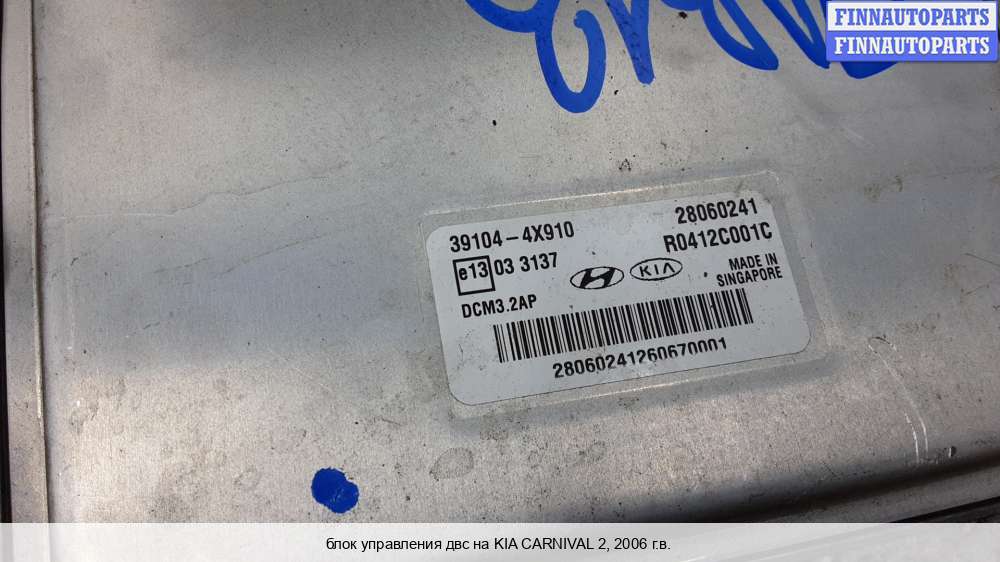 FINNAUTOPARTS
FINNAUTOPARTS
39104-4X910
28060241
R0412C001C
e13 03 3137
KIA
MADE IN
SINGAPORE
DCM3.2AP
28060241260670001
блок управления двс на KIA CARNIVAL 2, 2006 г.в.